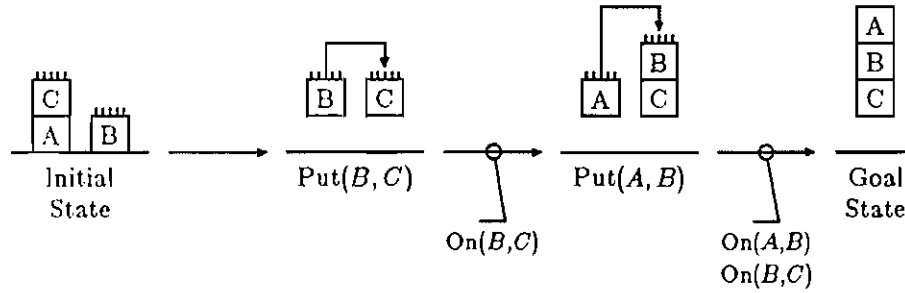 C
A
B
Initial
State
B
C
Put(B, C)
On(B,C)
A
B
C
Put(A, B)
On(A,B)
On(B,C)
A
B
C
Goal
State